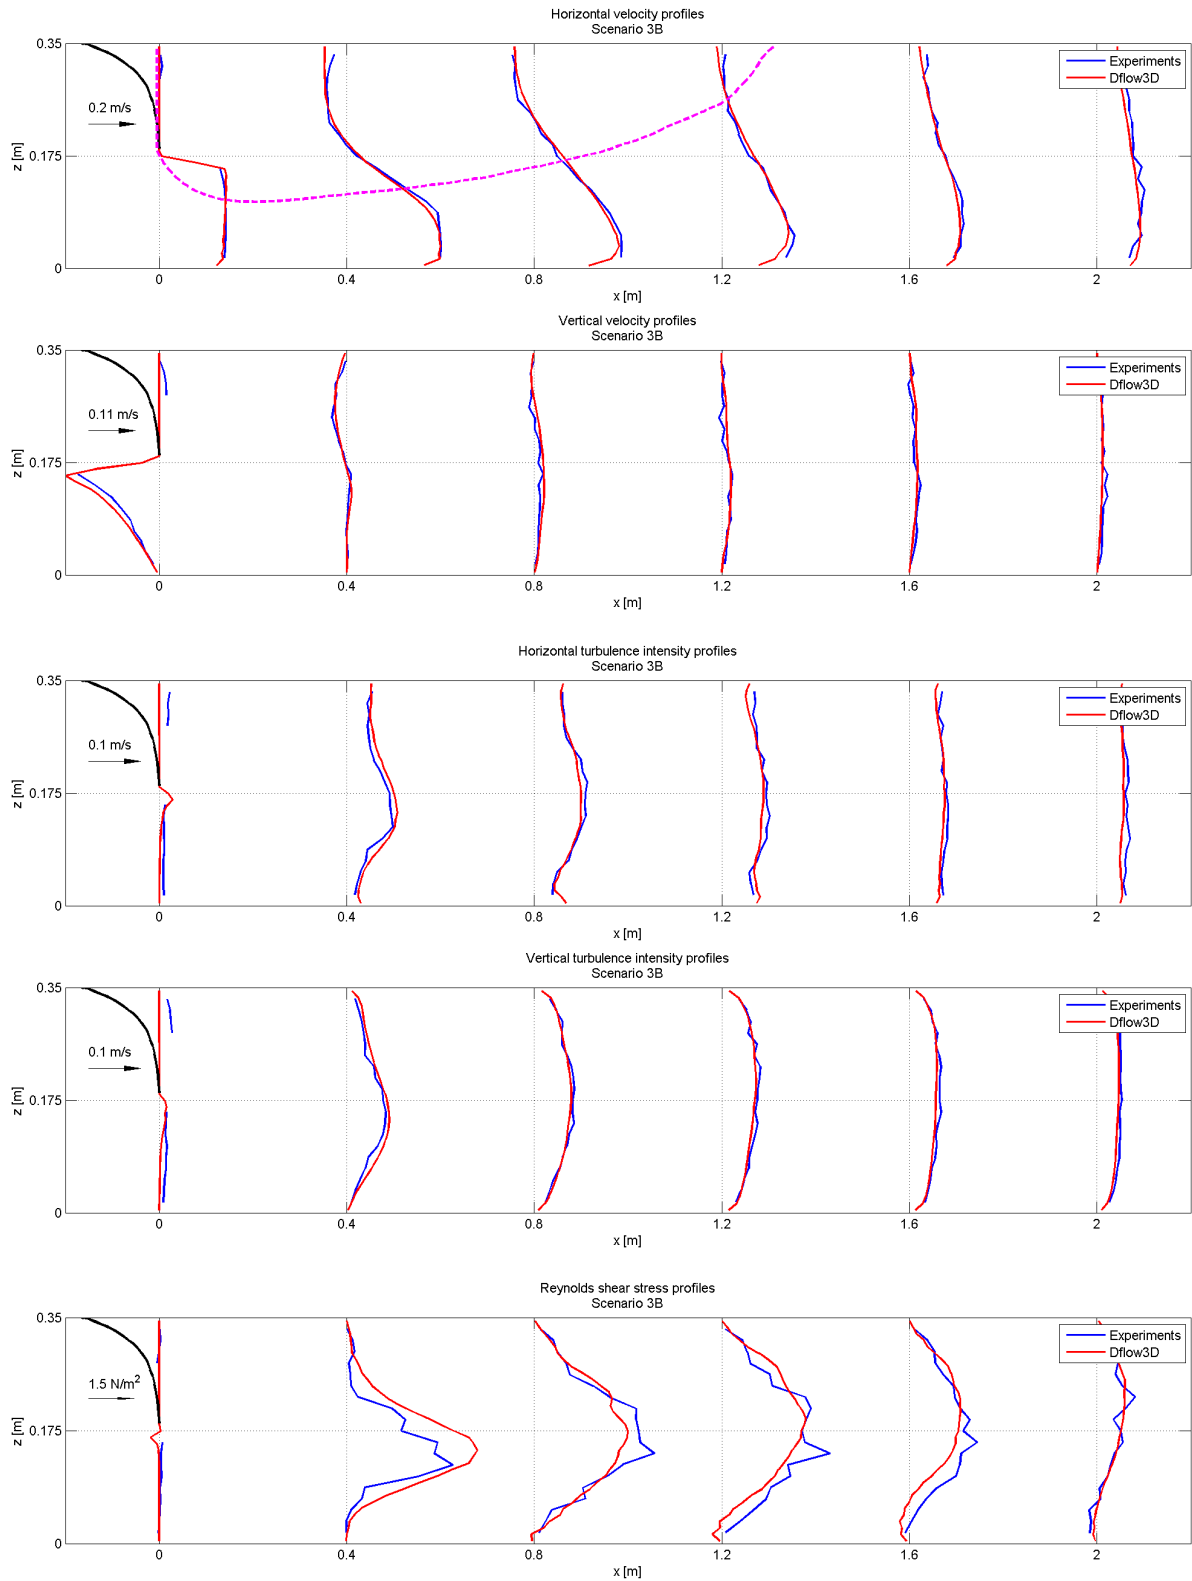 Horizontal velocity profiles
Scenario 3B
0.35
0.175
0
z [m]
0.2 m/s
Experiments
Dflow3D
0 0.4 0.8 1.2 1.6 2
x [m]
Vertical velocity profiles
Scenario 3B
0.35
0.175
0
z [m]
0.11 m/s
Experiments
Dflow3D
0 0.4 0.8 1.2 1.6 2
x [m]
Horizontal turbulence intensity profiles
Scenario 3B
0.35
0.175
0
z [m]
0.1 m/s
Experiments
Dflow3D
0 0.4 0.8 1.2 1.6 2
x [m]
Vertical turbulence intensity profiles
Scenario 3B
0.35
0.175
0
z [m]
0.1 m/s
Experiments
Dflow3D
0 0.4 0.8 1.2 1.6 2
x [m]
Reynolds shear stress profiles
Scenario 3B
0.35
0.175
0
z [m]
1.5 N/m²
Experiments
Dflow3D
0 0.4 0.8 1.2 1.6 2
x [m]